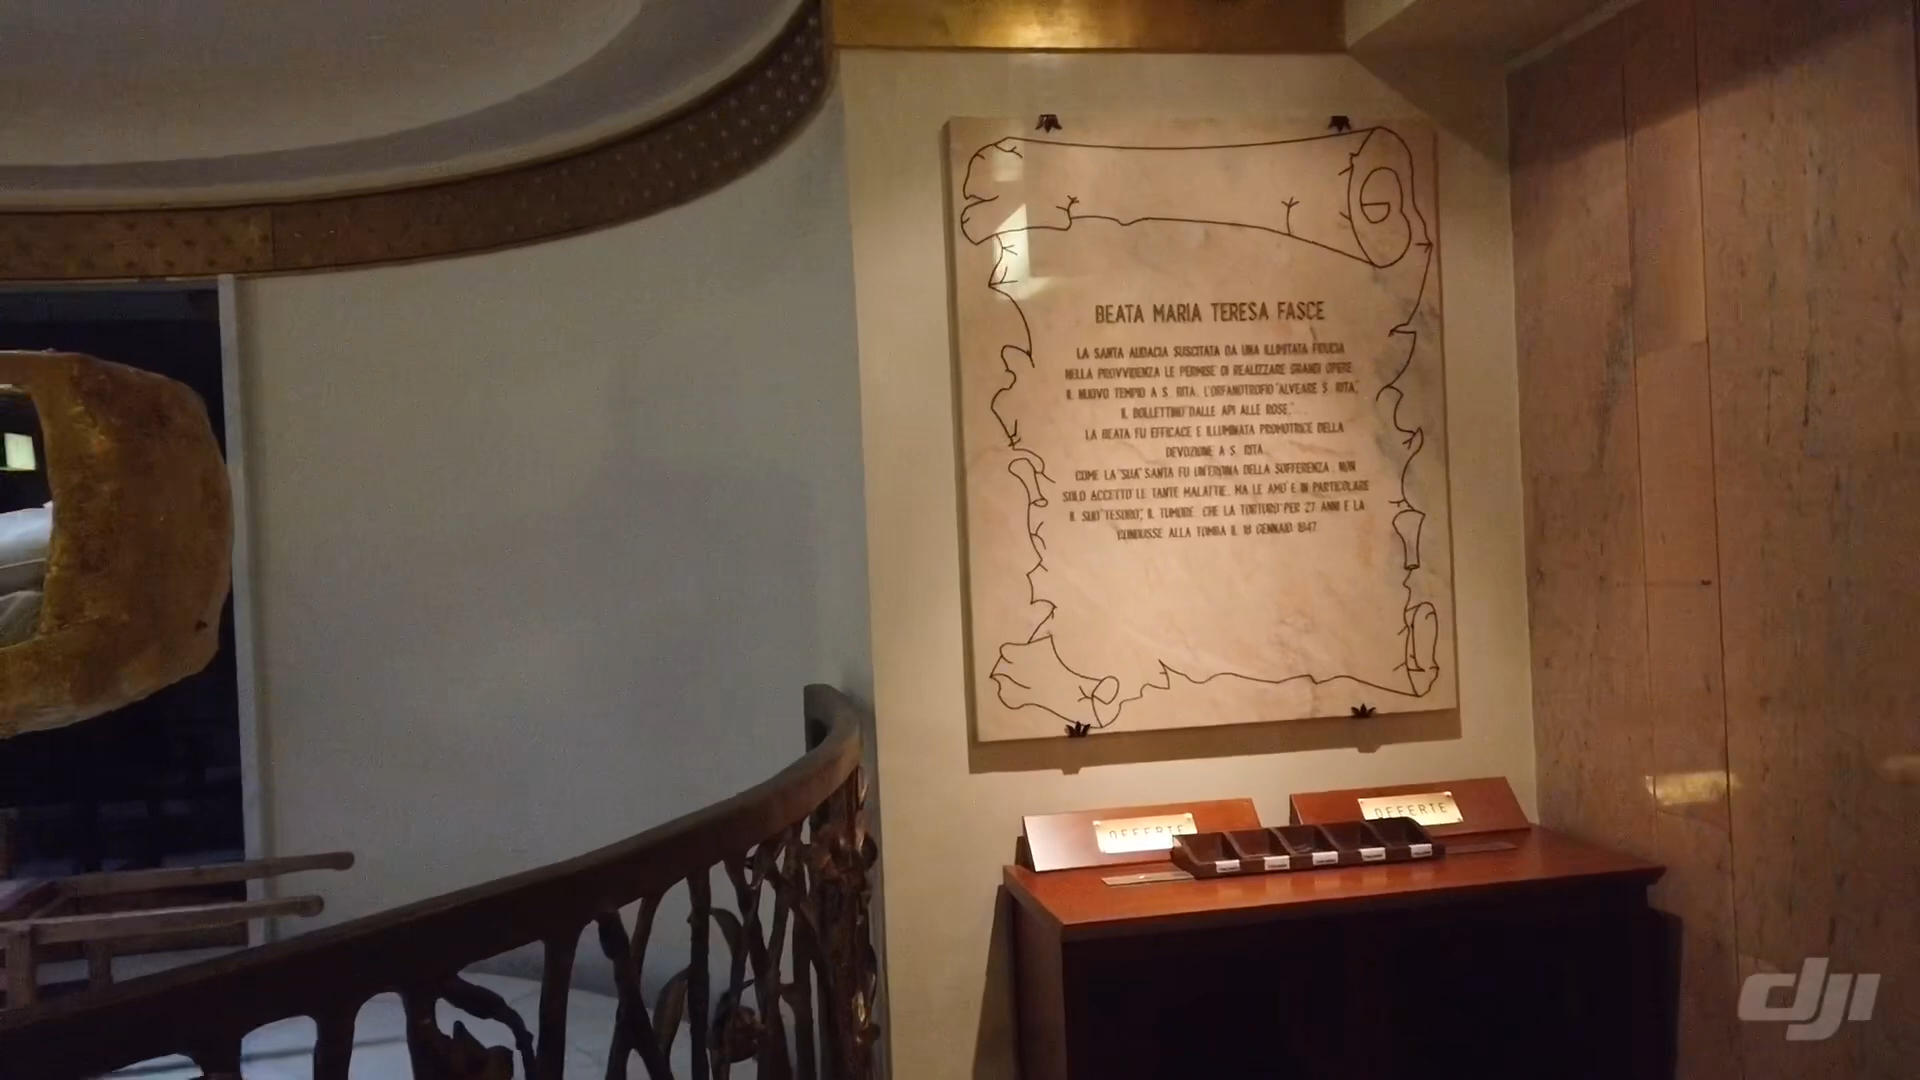 BEATA MARIA TERESA FASCE
LA SANTA AUDACIA SUSCITATA DA UNA ILLIMITATA FIDUCIA
NELLA PROVVIDENZA LE PERMISE DI REALIZZARE GRANDI OPERE:
IL NUOVO TEMPIO A S. RITA, L'ORFANOTROFIO "ALVEARE S. RITA",
IL BOLLETTINO "DALLE API ALLE ROSE".
LA BEATA FU EFFICACE E ILLUMINATA PROMOTRICE DELLA
DEVOZIONE A S. RITA.
COME LA "SUA" SANTA FU UN'EROINA DELLA SOFFERENZA: NON
SOLO ACCETTO' LE TANTE MALATTIE, MA LE AMO' E IN PARTICOLARE
IL SUO "TESORO", IL TUMORE CHE LA TORTURO' PER 27 ANNI E LA
CONDUSSE ALLA TOMBA IL 18 GENNAIO 1947
OFFERTE
OFFERTE
dji